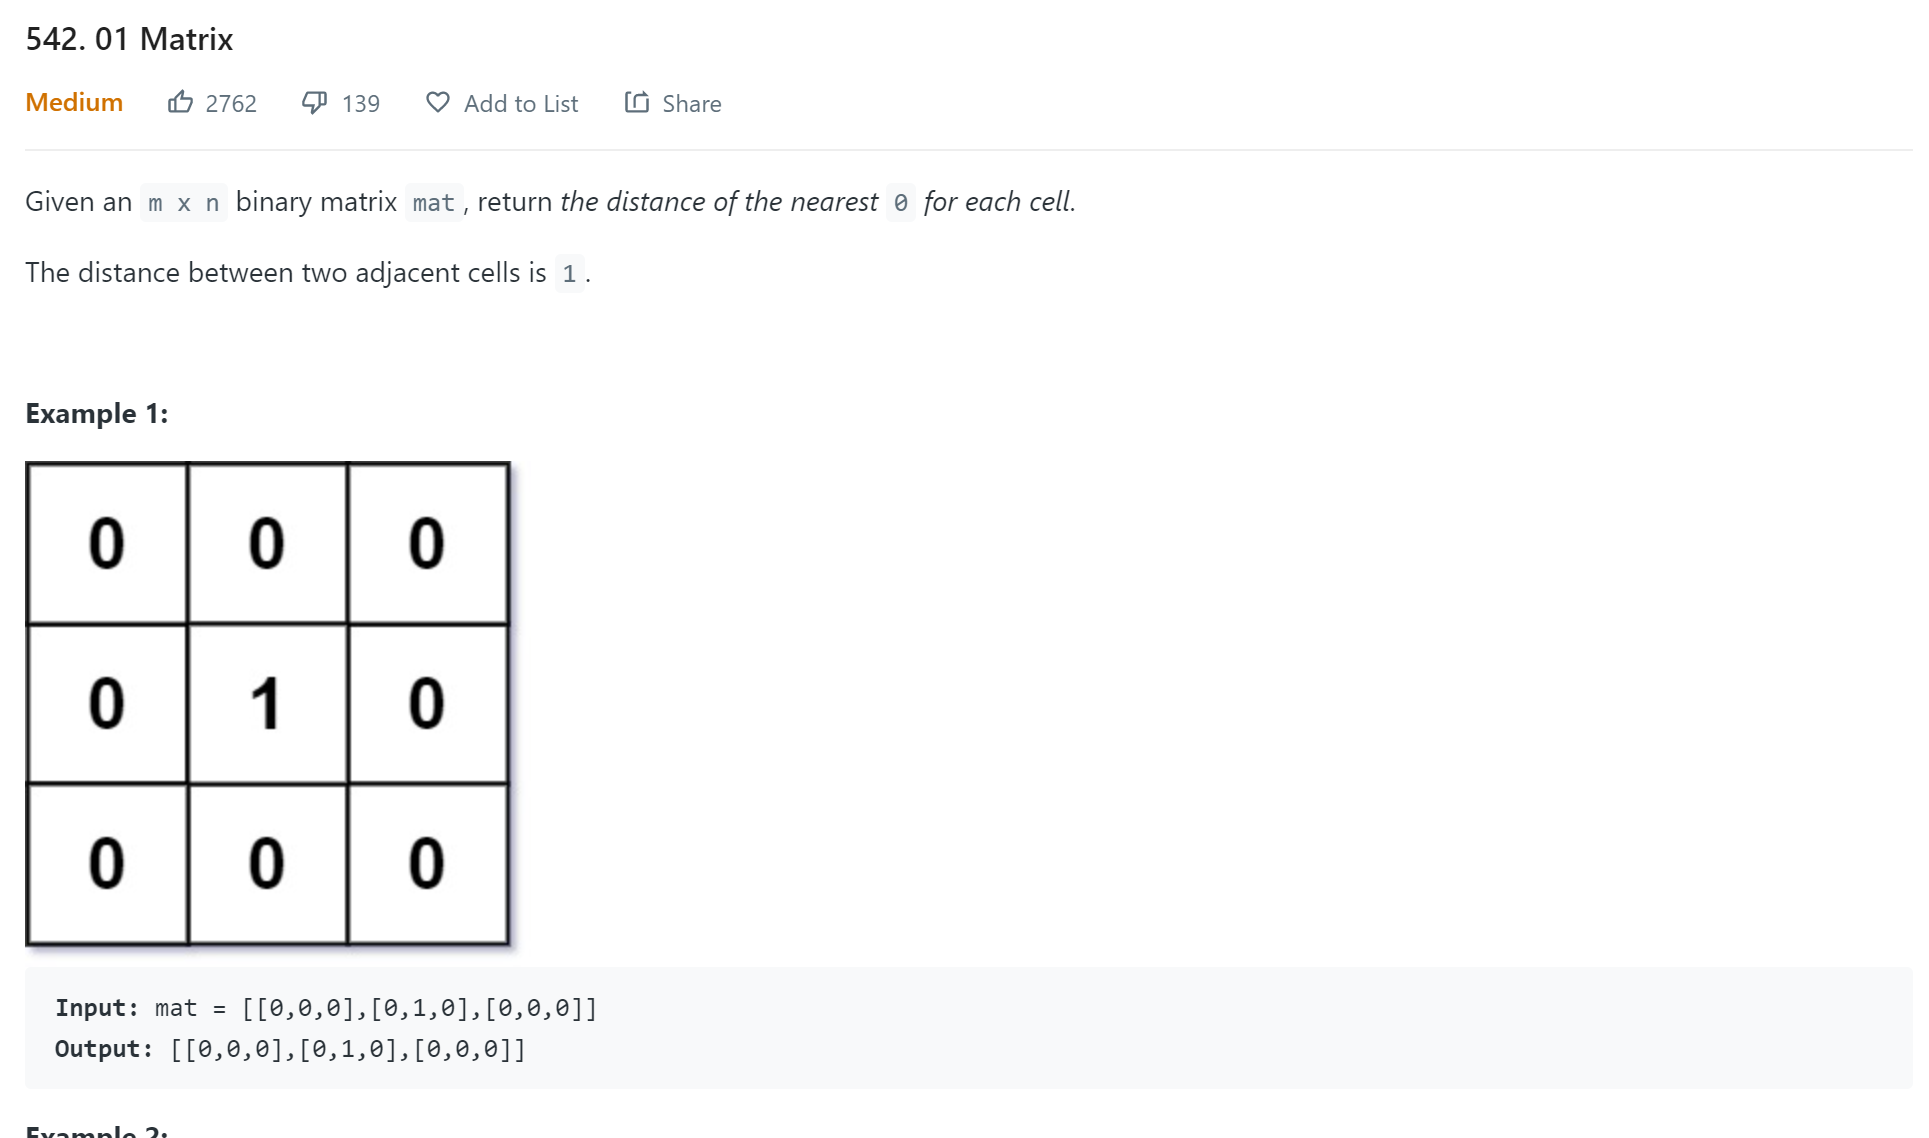 542. 01 Matrix
Medium 2762 139 Add to List Share
Given an m x n binary matrix mat, return the distance of the nearest 0 for each cell.
The distance between two adjacent cells is 1.
Example 1:
0 0 0
0 1 0
0 0 0
Input: mat = [[0,0,0],[0,1,0],[0,0,0]]
Output: [[0,0,0],[0,1,0],[0,0,0]]
Example 2: